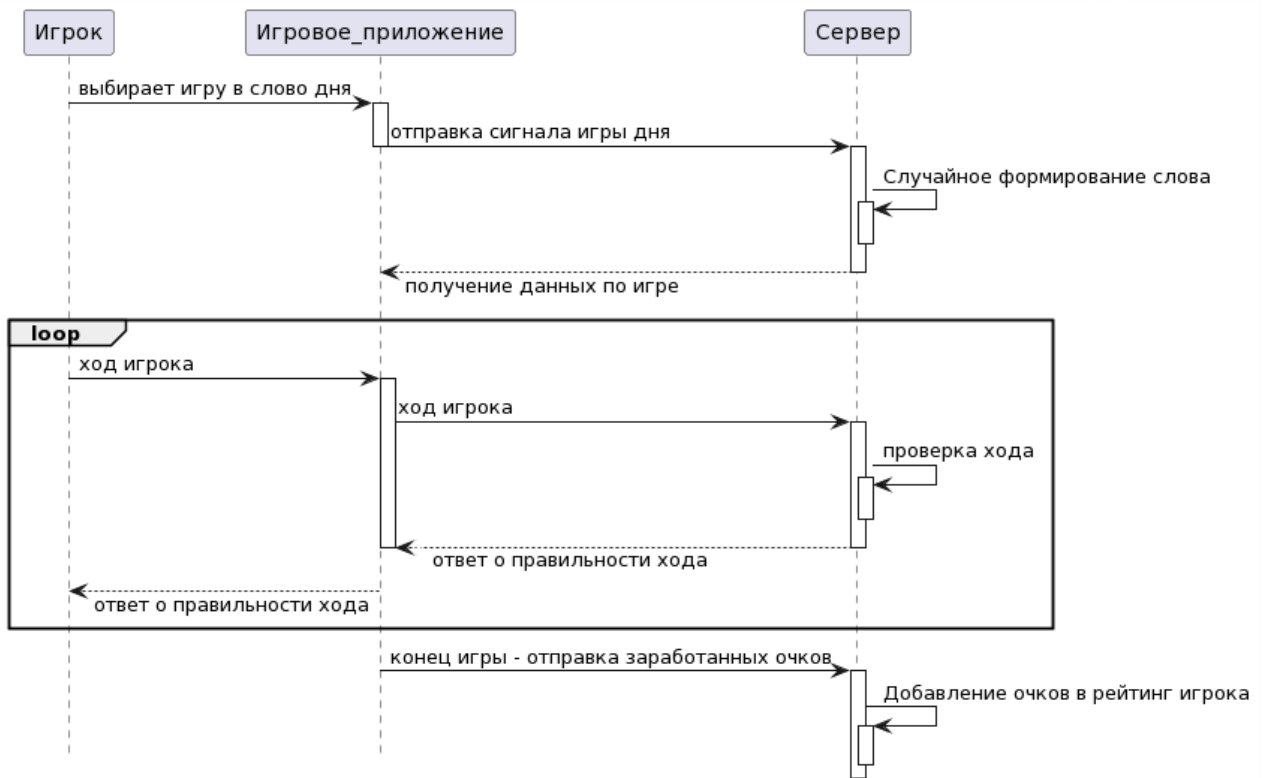 Игрок
Игровое_приложение
Сервер
выбирает игру в слово дня
отправка сигнала игры дня
Случайное формирование слова
получение данных по игре
loop
ход игрока
ход игрока
проверка хода
ответ о правильности хода
ответ о правильности хода
конец игры - отправка заработанных очков
Добавление очков в рейтинг игрока